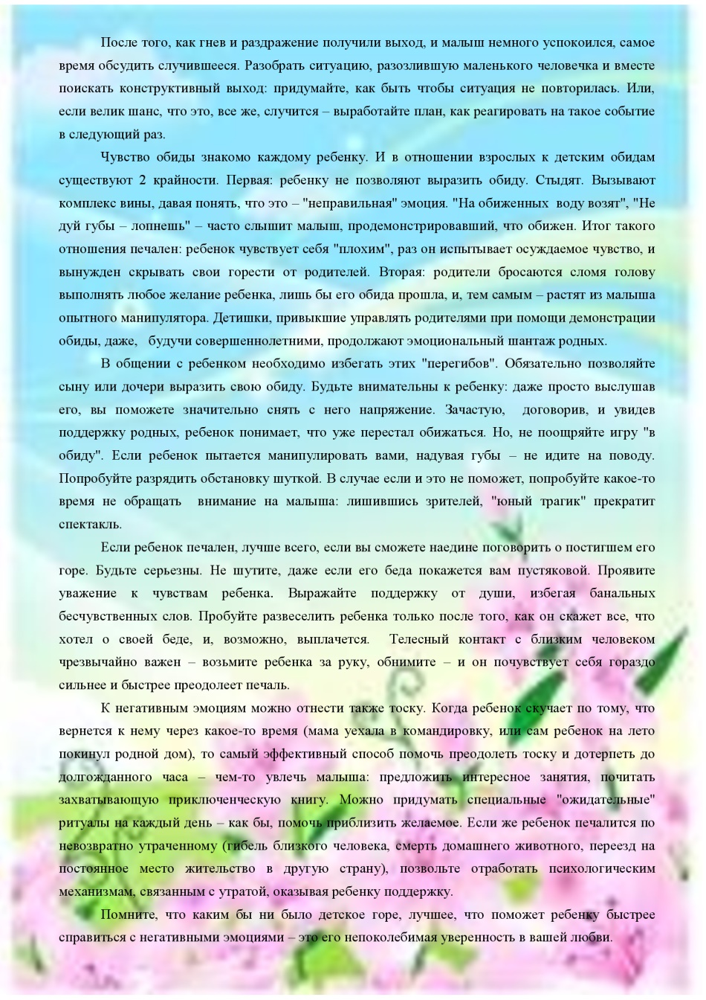 После того, как гнев и раздражение получили выход, и малыш немного успокоился, самое
время обсудить случившееся. Разобрать ситуацию, разозлившую маленького человечка и вместе
поискать конструктивный выход: придумайте, как быть чтобы ситуация не повторилась. Или,
если велик шанс, что это, все же, случится – выработайте план, как реагировать на такое событие
в следующий раз.
Чувство обиды знакомо каждому ребенку. И в отношении взрослых к детским обидам
существуют 2 крайности. Первая: ребенку не позволяют выразить обиду. Стыдят. Вызывают
комплекс вины, давая понять, что это – "неправильная" эмоция. "На обиженных воду возят", "Не
дуй губы – лопнешь" – часто слышит малыш, продемонстрировавший, что обижен. Итог такого
отношения печален: ребенок чувствует себя "плохим", раз он испытывает осуждаемое чувство, и
вынужден скрывать свои горести от родителей. Вторая: родители бросаются сломя голову
выполнять любое желание ребенка, лишь бы его обида прошла, и, тем самым – растят из малыша
опытного манипулятора. Детишки, привыкшие управлять родителями при помощи демонстрации
обиды, даже, будучи совершеннолетними, продолжают эмоциональный шантаж родных.
В общении с ребенком необходимо избегать этих "перегибов". Обязательно позволяйте
сыну или дочери выразить свою обиду. Будьте внимательны к ребенку: даже просто выслушав
его, вы поможете значительно снять с него напряжение. Зачастую, договорив, и увидев
поддержку родных, ребенок понимает, что уже перестал обижаться. Но, не поощряйте игру "в
обиду". Если ребенок пытается манипулировать вами, надувая губы – не идите на поводу.
Попробуйте разрядить обстановку шуткой. В случае если и это не поможет, попробуйте какое-то
время не обращать внимание на малыша: лишившись зрителей, "юный трагик" прекратит
спектакль.
Если ребенок печален, лучше всего, если вы сможете наедине поговорить о постигшем его
горе. Будьте серьезны. Не шутите, даже если его беда покажется вам пустяковой. Проявите
уважение к чувствам ребенка. Выражайте поддержку от души, избегая банальных
бесчувственных слов. Пробуйте развеселить ребенка только после того, как он скажет все, что
хотел о своей беде, и, возможно, выплачется. Телесный контакт с близким человеком
чрезвычайно важен – возьмите ребенка за руку, обнимите – и он почувствует себя гораздо
сильнее и быстрее преодолеет печаль.
К негативным эмоциям можно отнести также тоску. Когда ребенок скучает по тому, что
вернется к нему через какое-то время (мама уехала в командировку, или сам ребенок на лето
покинул родной дом), то самый эффективный способ помочь преодолеть тоску и дотерпеть до
долгожданного часа – чем-то увлечь малыша: предложить интересное занятия, почитать
захватывающую приключенческую книгу. Можно придумать специальные "ожидательные"
ритуалы на каждый день – как бы, помочь приблизить желаемое. Если же ребенок печалится по
невозвратно утраченному (гибель близкого человека, смерть домашнего животного, переезд на
постоянное место жительство в другую страну), позвольте отработать психологическим
механизмам, связанным с утратой, оказывая ребенку поддержку.
Помните, что каким бы ни было детское горе, лучшее, что поможет ребенку быстрее
справиться с негативными эмоциями – это его непоколебимая уверенность в вашей любви.